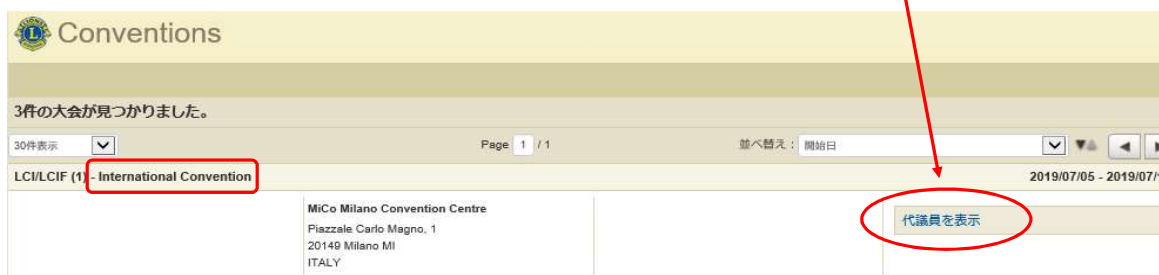 Conventions
3件の大会が見つかりました。
30件表示 Page 1 / 1 並べ替え： 開始日
LCI/LCIF (1) - International Convention 2019/07/05 - 2019/07/
MiCo Milano Convention Centre 代議員を表示
Piazzale Carlo Magno, 1
20149 Milano MI
ITALY